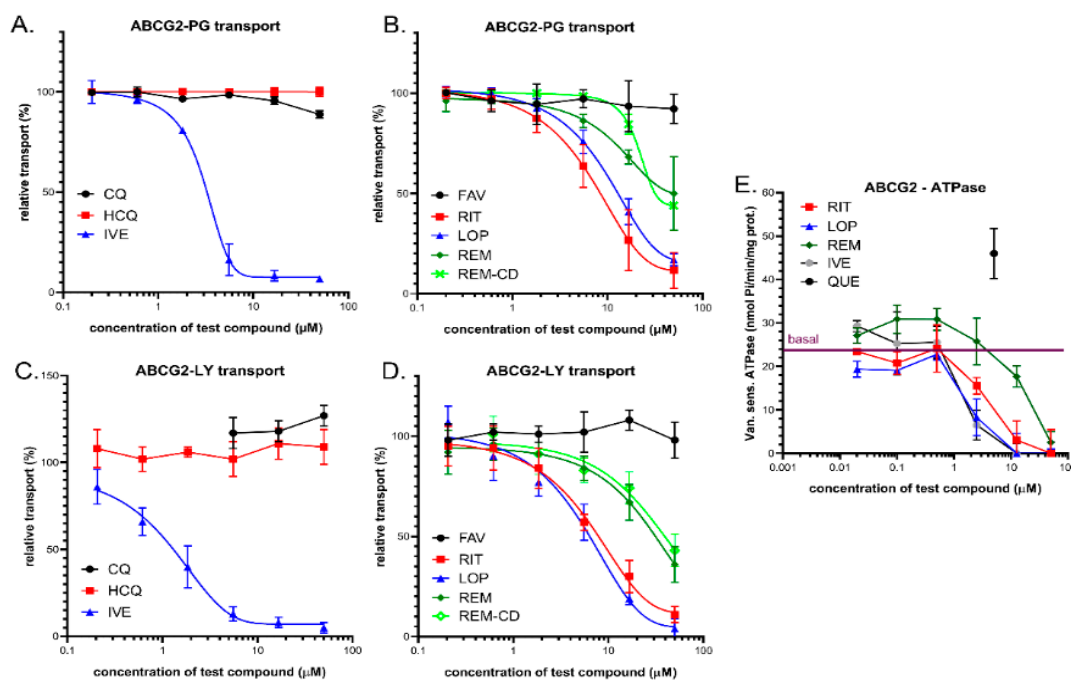 A.
ABCG2-PG transport
relative transport (%)
100
50
0
0.1
1
10
100
concentration of test compound (μM)
CQ
HCQ
IVE
B.
ABCG2-PG transport
relative transport (%)
100
50
0
0.1
1
10
100
concentration of test compound (μM)
FAV
RIT
LOP
REM
REM-CD
C.
ABCG2-LY transport
relative transport (%)
150
100
50
0
0.1
1
10
100
concentration of test compound (μM)
CQ
HCQ
IVE
D.
ABCG2-LY transport
relative transport (%)
150
100
50
0
0.1
1
10
100
concentration of test compound (μM)
FAV
RIT
LOP
REM
REM-CD
E.
ABCG2 - ATPase
Van. sens. ATPase (nmol Pi/min/mg prot.)
60
50
40
30
20
10
0
0.001
0.01
0.1
1
10
100
concentration of test compound (μM)
RIT
LOP
REM
IVE
QUE
basal